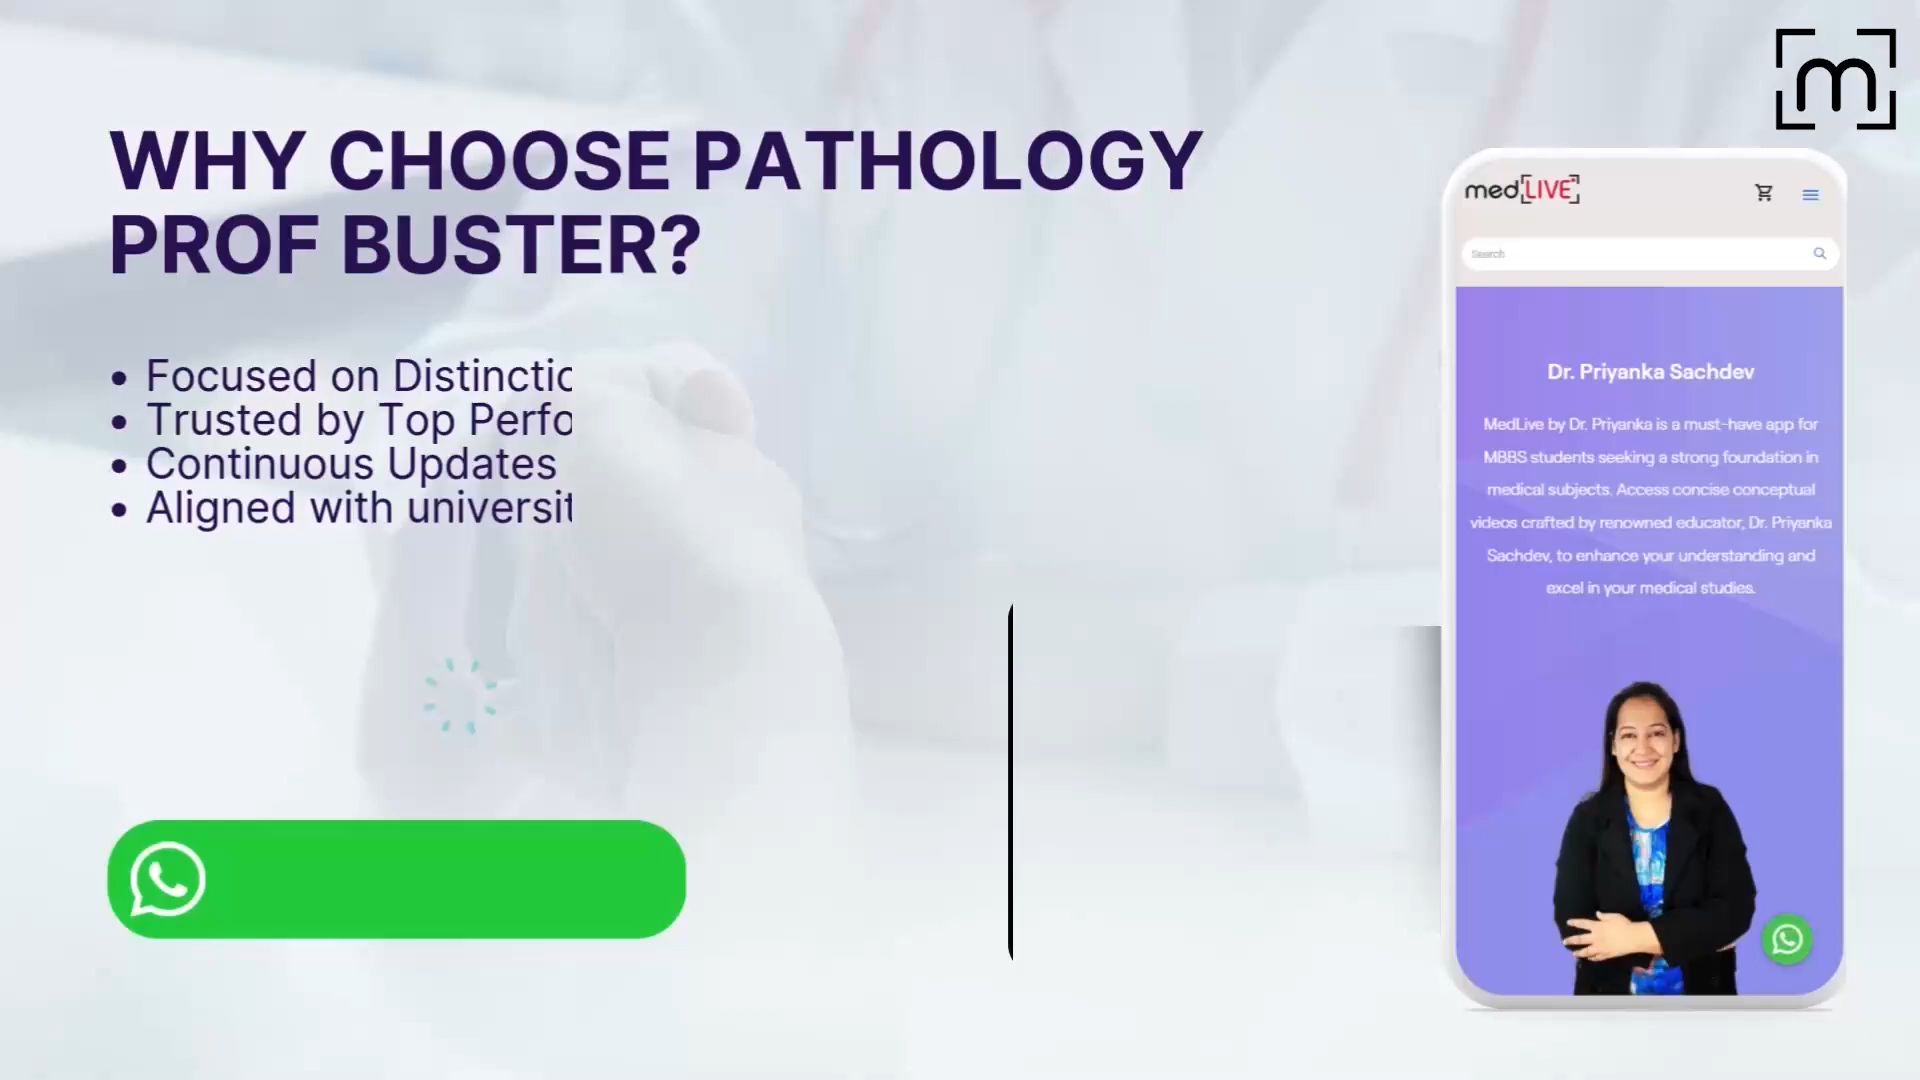 WHY CHOOSE PATHOLOGY
PROF BUSTER?
• Focused on Distinctic
• Trusted by Top Perfo
• Continuous Updates
• Aligned with universit
m
med[LIVE]
Search
Dr. Priyanka Sachdev
MedLive by Dr. Priyanka is a must-have app for
MBBS students seeking a strong foundation in
medical subjects. Access concise conceptual
videos crafted by renowned educator, Dr. Priyanka
Sachdev, to enhance your understanding and
excel in your medical studies.